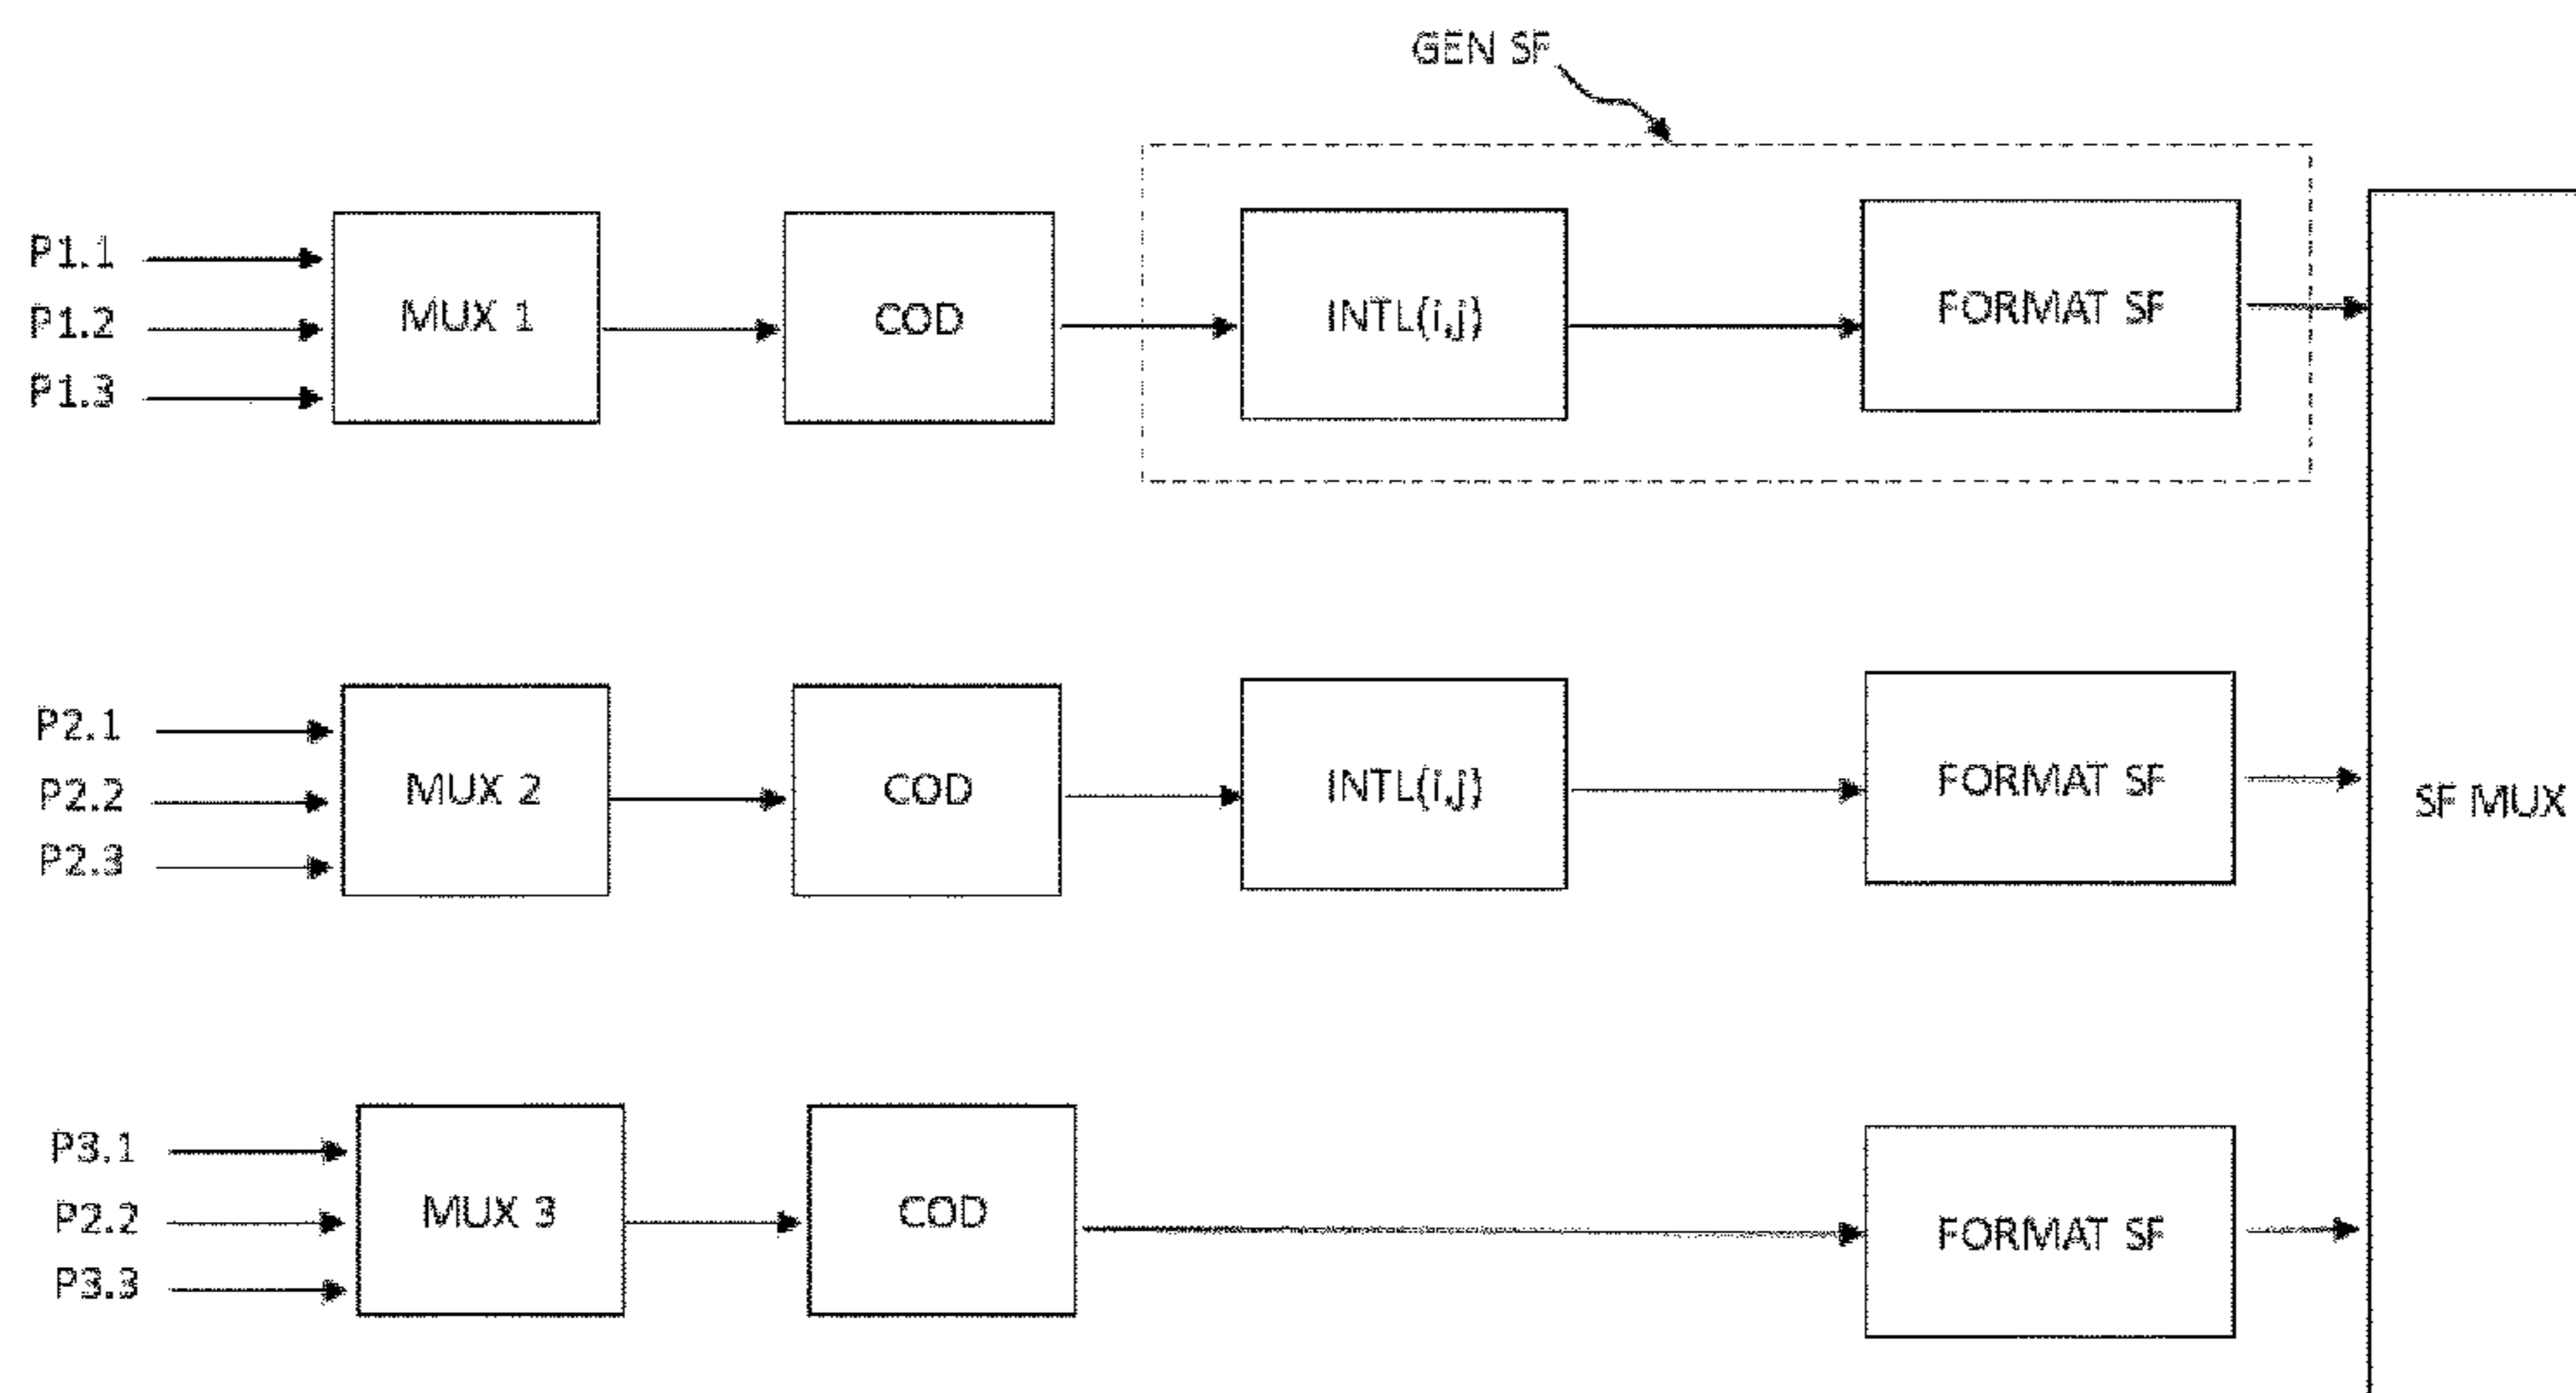 GEN SF
P1.1
P1.2
P1.3
MUX 1
COD
INTL(i,j)
FORMAT SF
P2.1
P2.2
P2.3
MUX 2
COD
INTL(i,j)
FORMAT SF
SF MUX
P3.1
P2.2
P3.3
MUX 3
COD
FORMAT SF